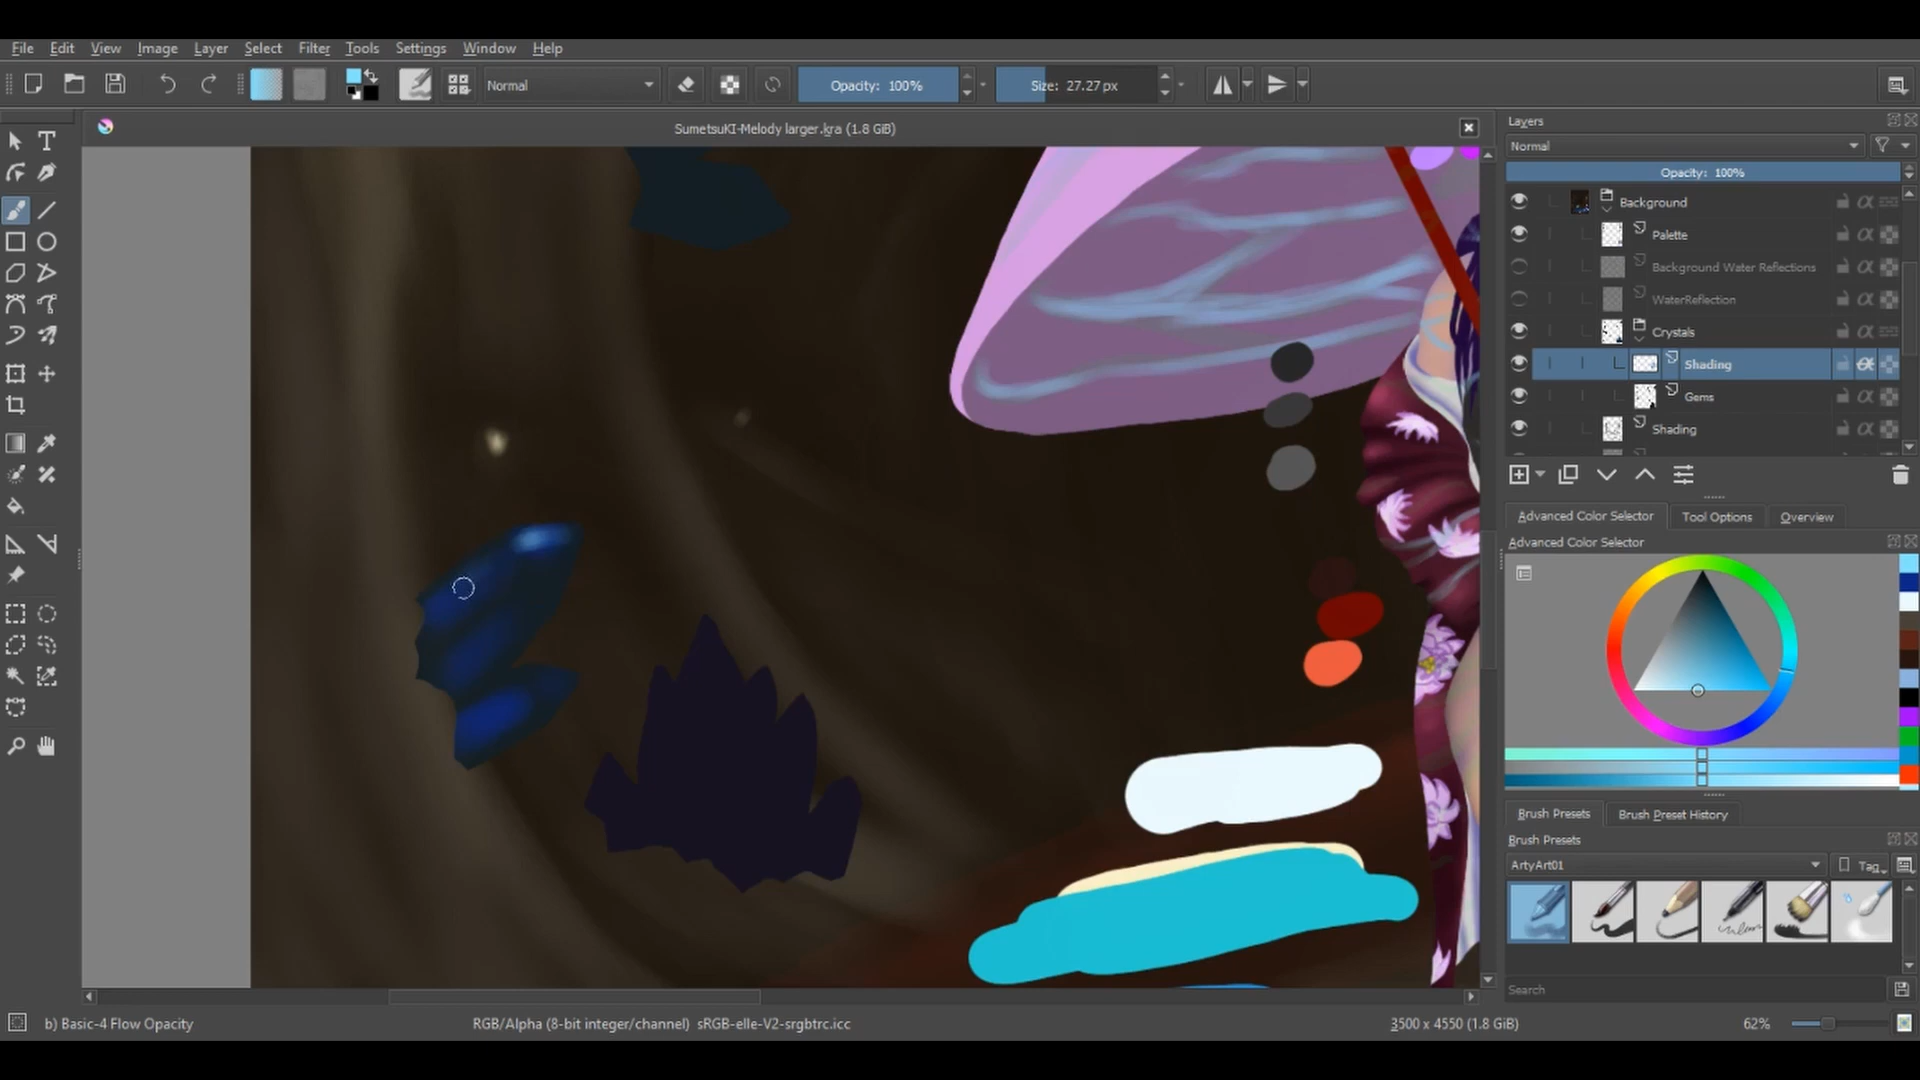 File Edit View Image Layer Select Filter Tools Settings Window Help
Normal
Opacity: 100%
Size: 27.27 px
SumetsuKI-Melody larger.kra (1.8 GiB)
Layers
Normal
Opacity: 100%
Background
Palette
Background Water Reflections
WaterReflection
Crystals
Shading
Gems
Shading
Advanced Color Selector Tool Options Overview
Advanced Color Selector
Brush Presets Brush Preset History
Brush Presets
ArtyArt01
Tag
Search
b) Basic-4 Flow Opacity
RGB/Alpha (8-bit integer/channel) sRGB-elle-V2-srgbtrc.icc
3500 x 4550 (1.8 GiB)
62%